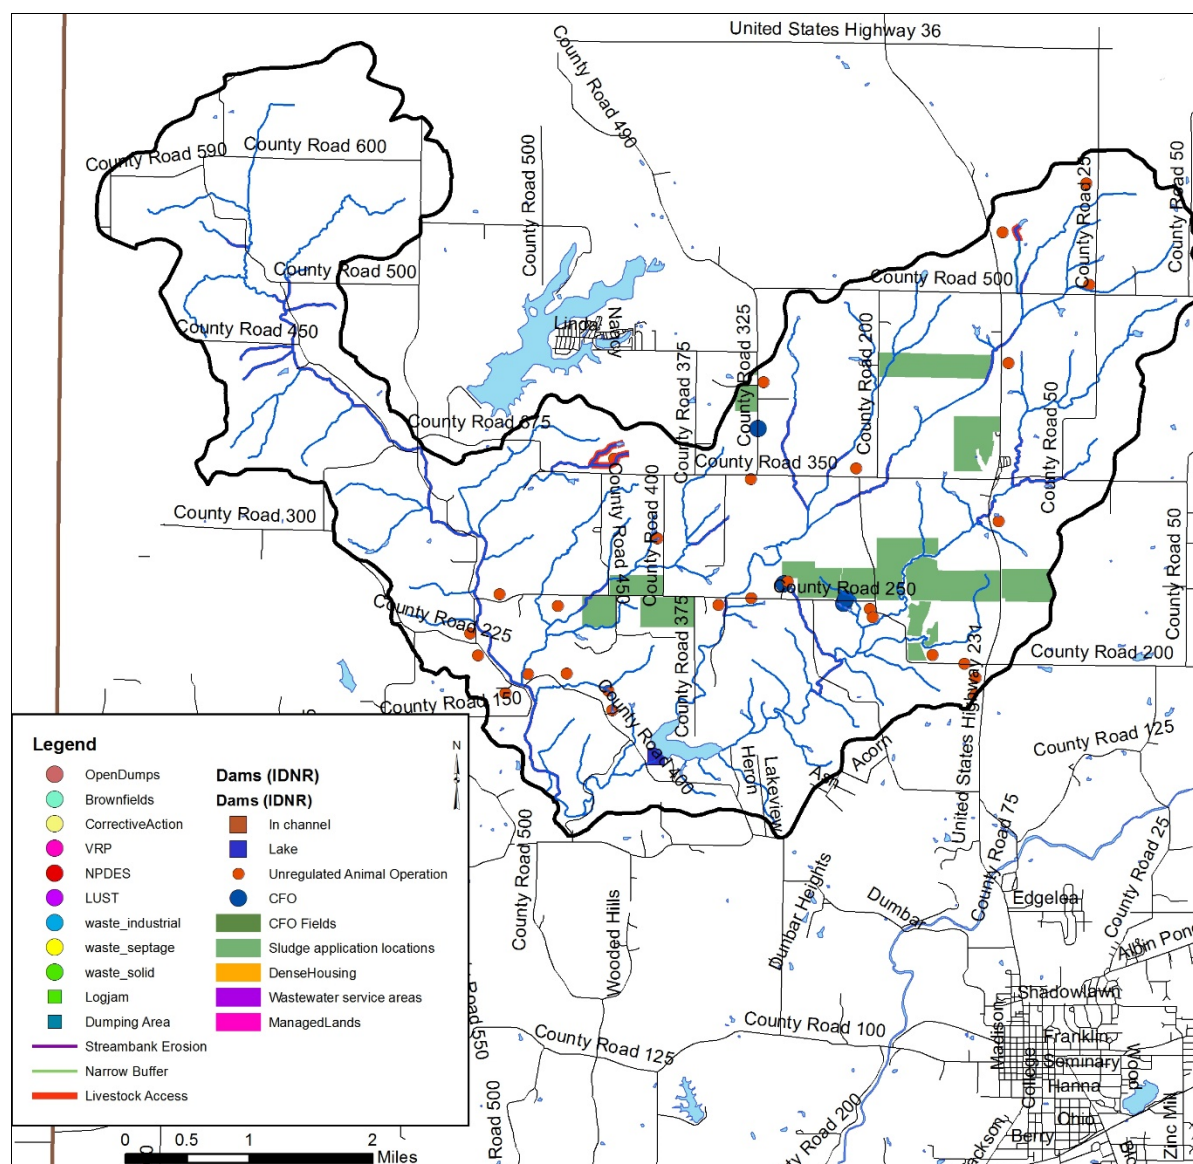 United States Highway 36
County Road 490
County Road 590
County Road 600
County Road 500
County Road 25
County Road 50
County Road 500
County Road 500
County Road 450
Linda
Nancy
County Road 325
County Road 200
County Road 375
County Road 375
County Road 350
County Road 50
County Road 300
County Road 400
County Road 450
County Road 250
County Road 50
County Road 225
County Road 375
County Road 200
County Road 150
County Road 400
United States Highway 231
County Road 125
Heron
Lakeview
Ash
Acorn
Legend
OpenDumps
Brownfields
CorrectiveAction
VRP
NPDES
LUST
waste_industrial
waste_septage
waste_solid
Logjam
Dumping Area
Streambank Erosion
Narrow Buffer
Livestock Access
Dams (IDNR)
Dams (IDNR)
In channel
Lake
Unregulated Animal Operation
CFO
CFO Fields
Sludge application locations
DenseHousing
Wastewater service areas
ManagedLands
N
County Road 500
Wooded Hills
Dunbar Heights
Dunbar
County Road 75
County Road 25
Edgelea
Albin Pond
Shadowlawn
Madison
College
Franklin
Seminary
Wood
Hanna
Ohio
Berry
Zinc Mill
County Road 100
County Road 125
Road 550
Road 500
Road 200
0 0.5 1 2
Miles